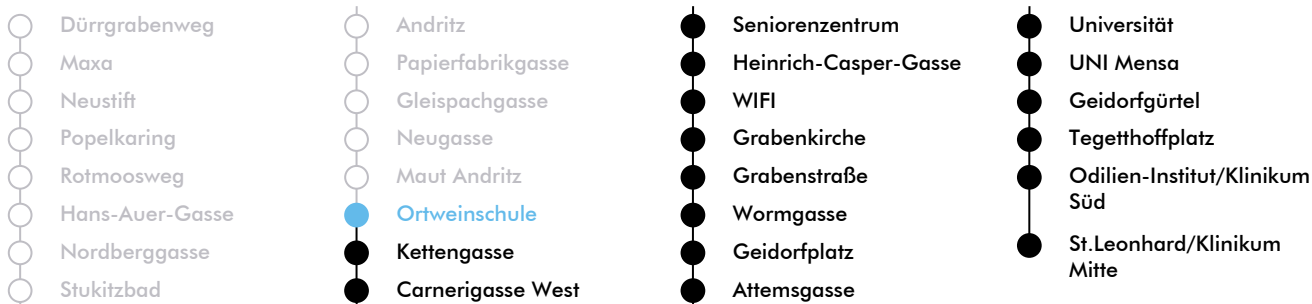 Dürrgrabenweg
Maxa
Neustift
Popelkaring
Rotmoosweg
Hans-Auer-Gasse
Nordberggasse
Stukitzbad
Andritz
Papierfabrikgasse
Gleispachgasse
Neugasse
Maut Andritz
Ortweinschule
Kettengasse
Carnerigasse West
Seniorenzentrum
Heinrich-Casper-Gasse
WIFI
Grabenkirche
Grabenstraße
Wormgasse
Geidorfplatz
Attemsgasse
Universität
UNI Mensa
Geidorfgürtel
Tegetthoffplatz
Odilien-Institut/Klinikum
Süd
St.Leonhard/Klinikum
Mitte